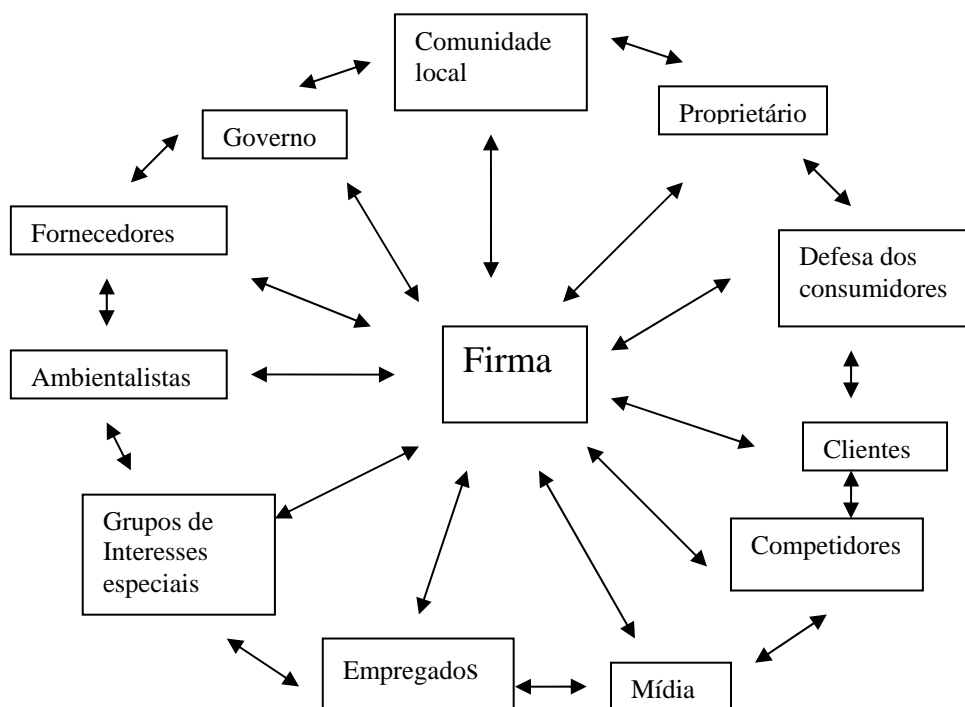 Comunidade
local
Governo
Proprietário
Fornecedores
Defesa dos
consumidores
Firma
Ambientalistas
Clientes
Grupos de
Interesses
especiais
Competidores
Empregados
Mídia